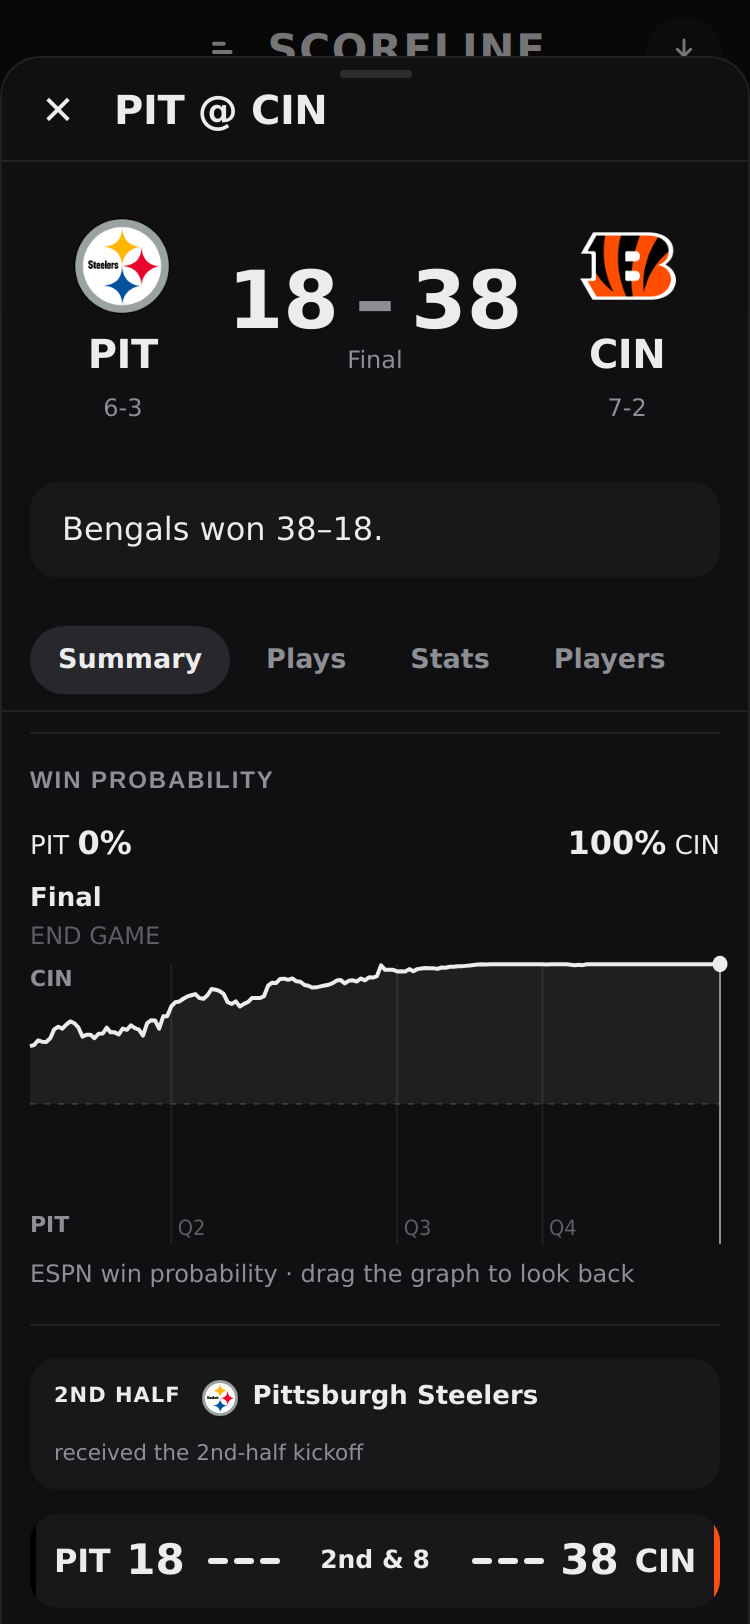 SCORELINE
PIT @ CIN
Steelers
18 – 38
PIT
Final
CIN
6-3
7-2
Bengals won 38–18.
Summary Plays Stats Players
WIN PROBABILITY
PIT 0% 100% CIN
Final
END GAME
CIN
PIT
Q2 Q3 Q4
ESPN win probability · drag the graph to look back
2ND HALF Pittsburgh Steelers
received the 2nd-half kickoff
PIT 18 2nd & 8 38 CIN